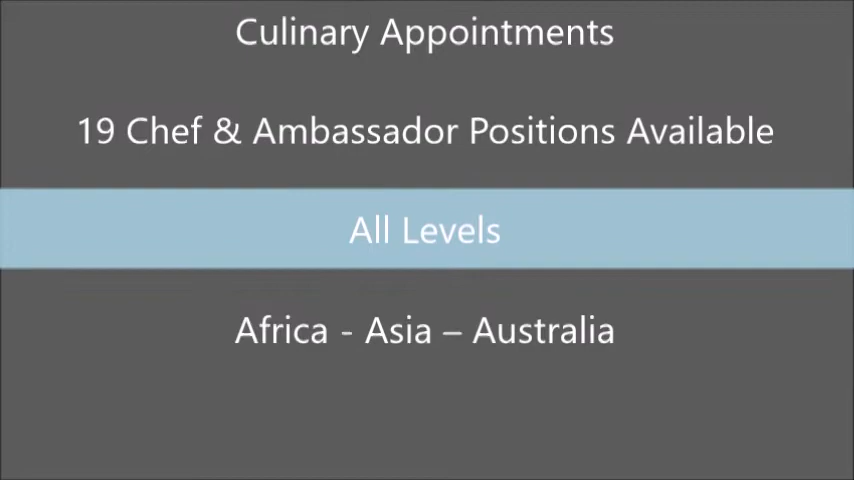 Culinary Appointments
19 Chef & Ambassador Positions Available
All Levels
Africa - Asia – Australia